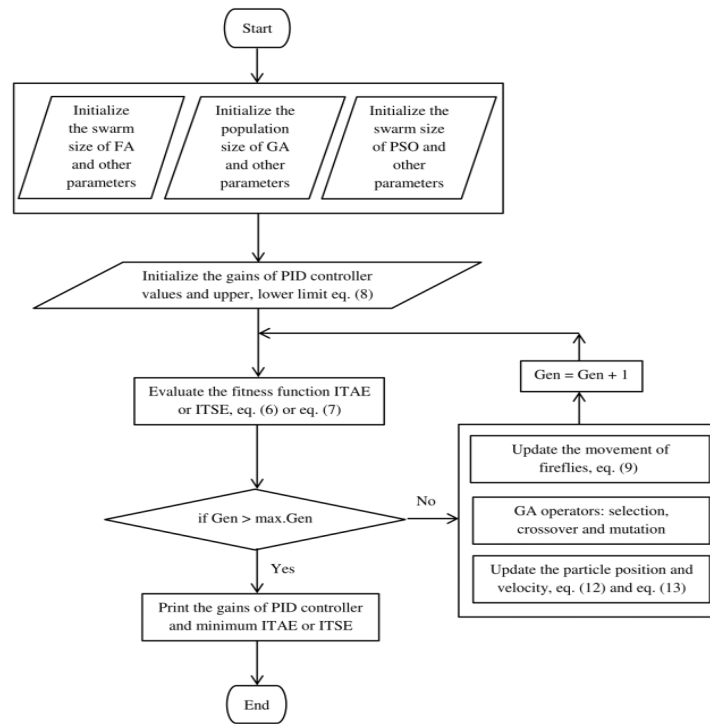 Start
Initialize
the swarm
size of FA
and other
parameters
Initialize the
population
size of GA
and other
parameters
Initialize the
swarm size
of PSO and
other
parameters
Initialize the gains of PID controller
values and upper, lower limit eq. (8)
Gen = Gen + 1
Evaluate the fitness function ITAE
or ITSE, eq. (6) or eq. (7)
Update the movement of
fireflies, eq. (9)
if Gen > max.Gen
No
GA operators: selection,
crossover and mutation
Yes
Update the particle position and
velocity, eq. (12) and eq. (13)
Print the gains of PID controller
and minimum ITAE or ITSE
End